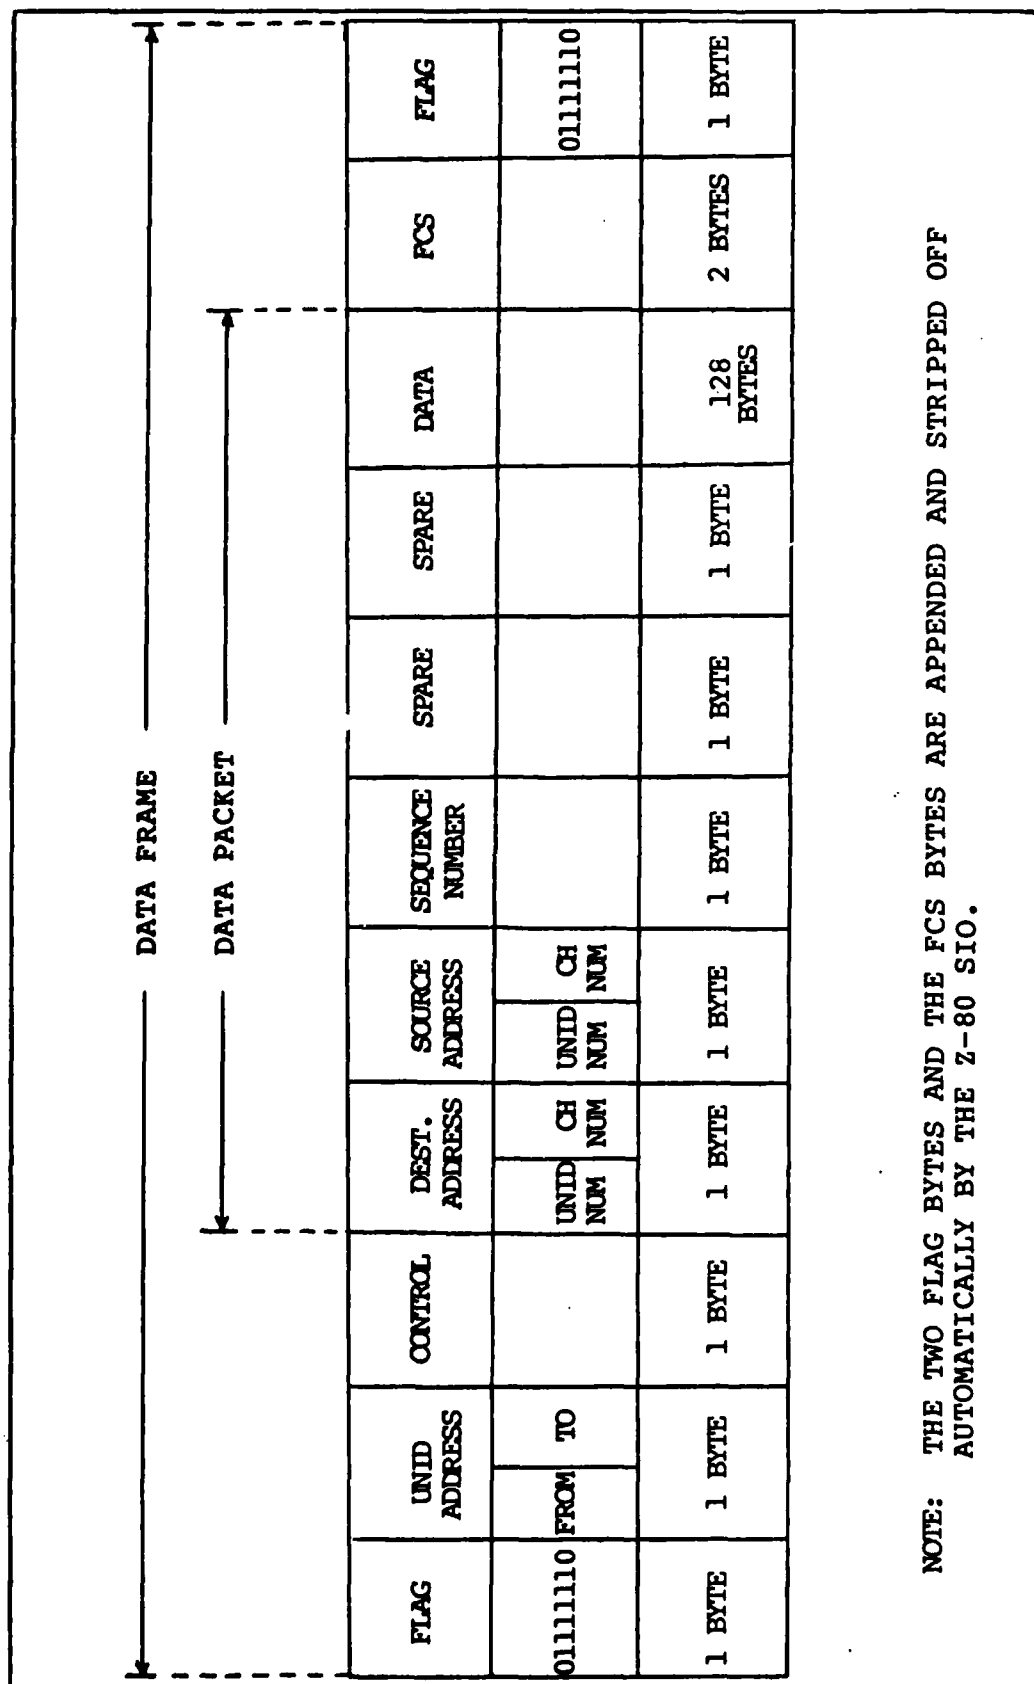 DATA FRAME
DATA PACKET
FLAG UNID CONTROL DEST. SOURCE SEQUENCE SPARE SPARE DATA FCS FLAG
ADDRESS ADDRESS ADDRESS NUMBER
01111110 FROM TO UNID CH UNID CH 01111110
NUM NUM NUM NUM
1 BYTE 1 BYTE 1 BYTE 1 BYTE 1 BYTE 1 BYTE 1 BYTE 1 BYTE 128 2 BYTES 1 BYTE
BYTES
NOTE: THE TWO FLAG BYTES AND THE FCS BYTES ARE APPENDED AND STRIPPED OFF
AUTOMATICALLY BY THE Z-80 SIO.